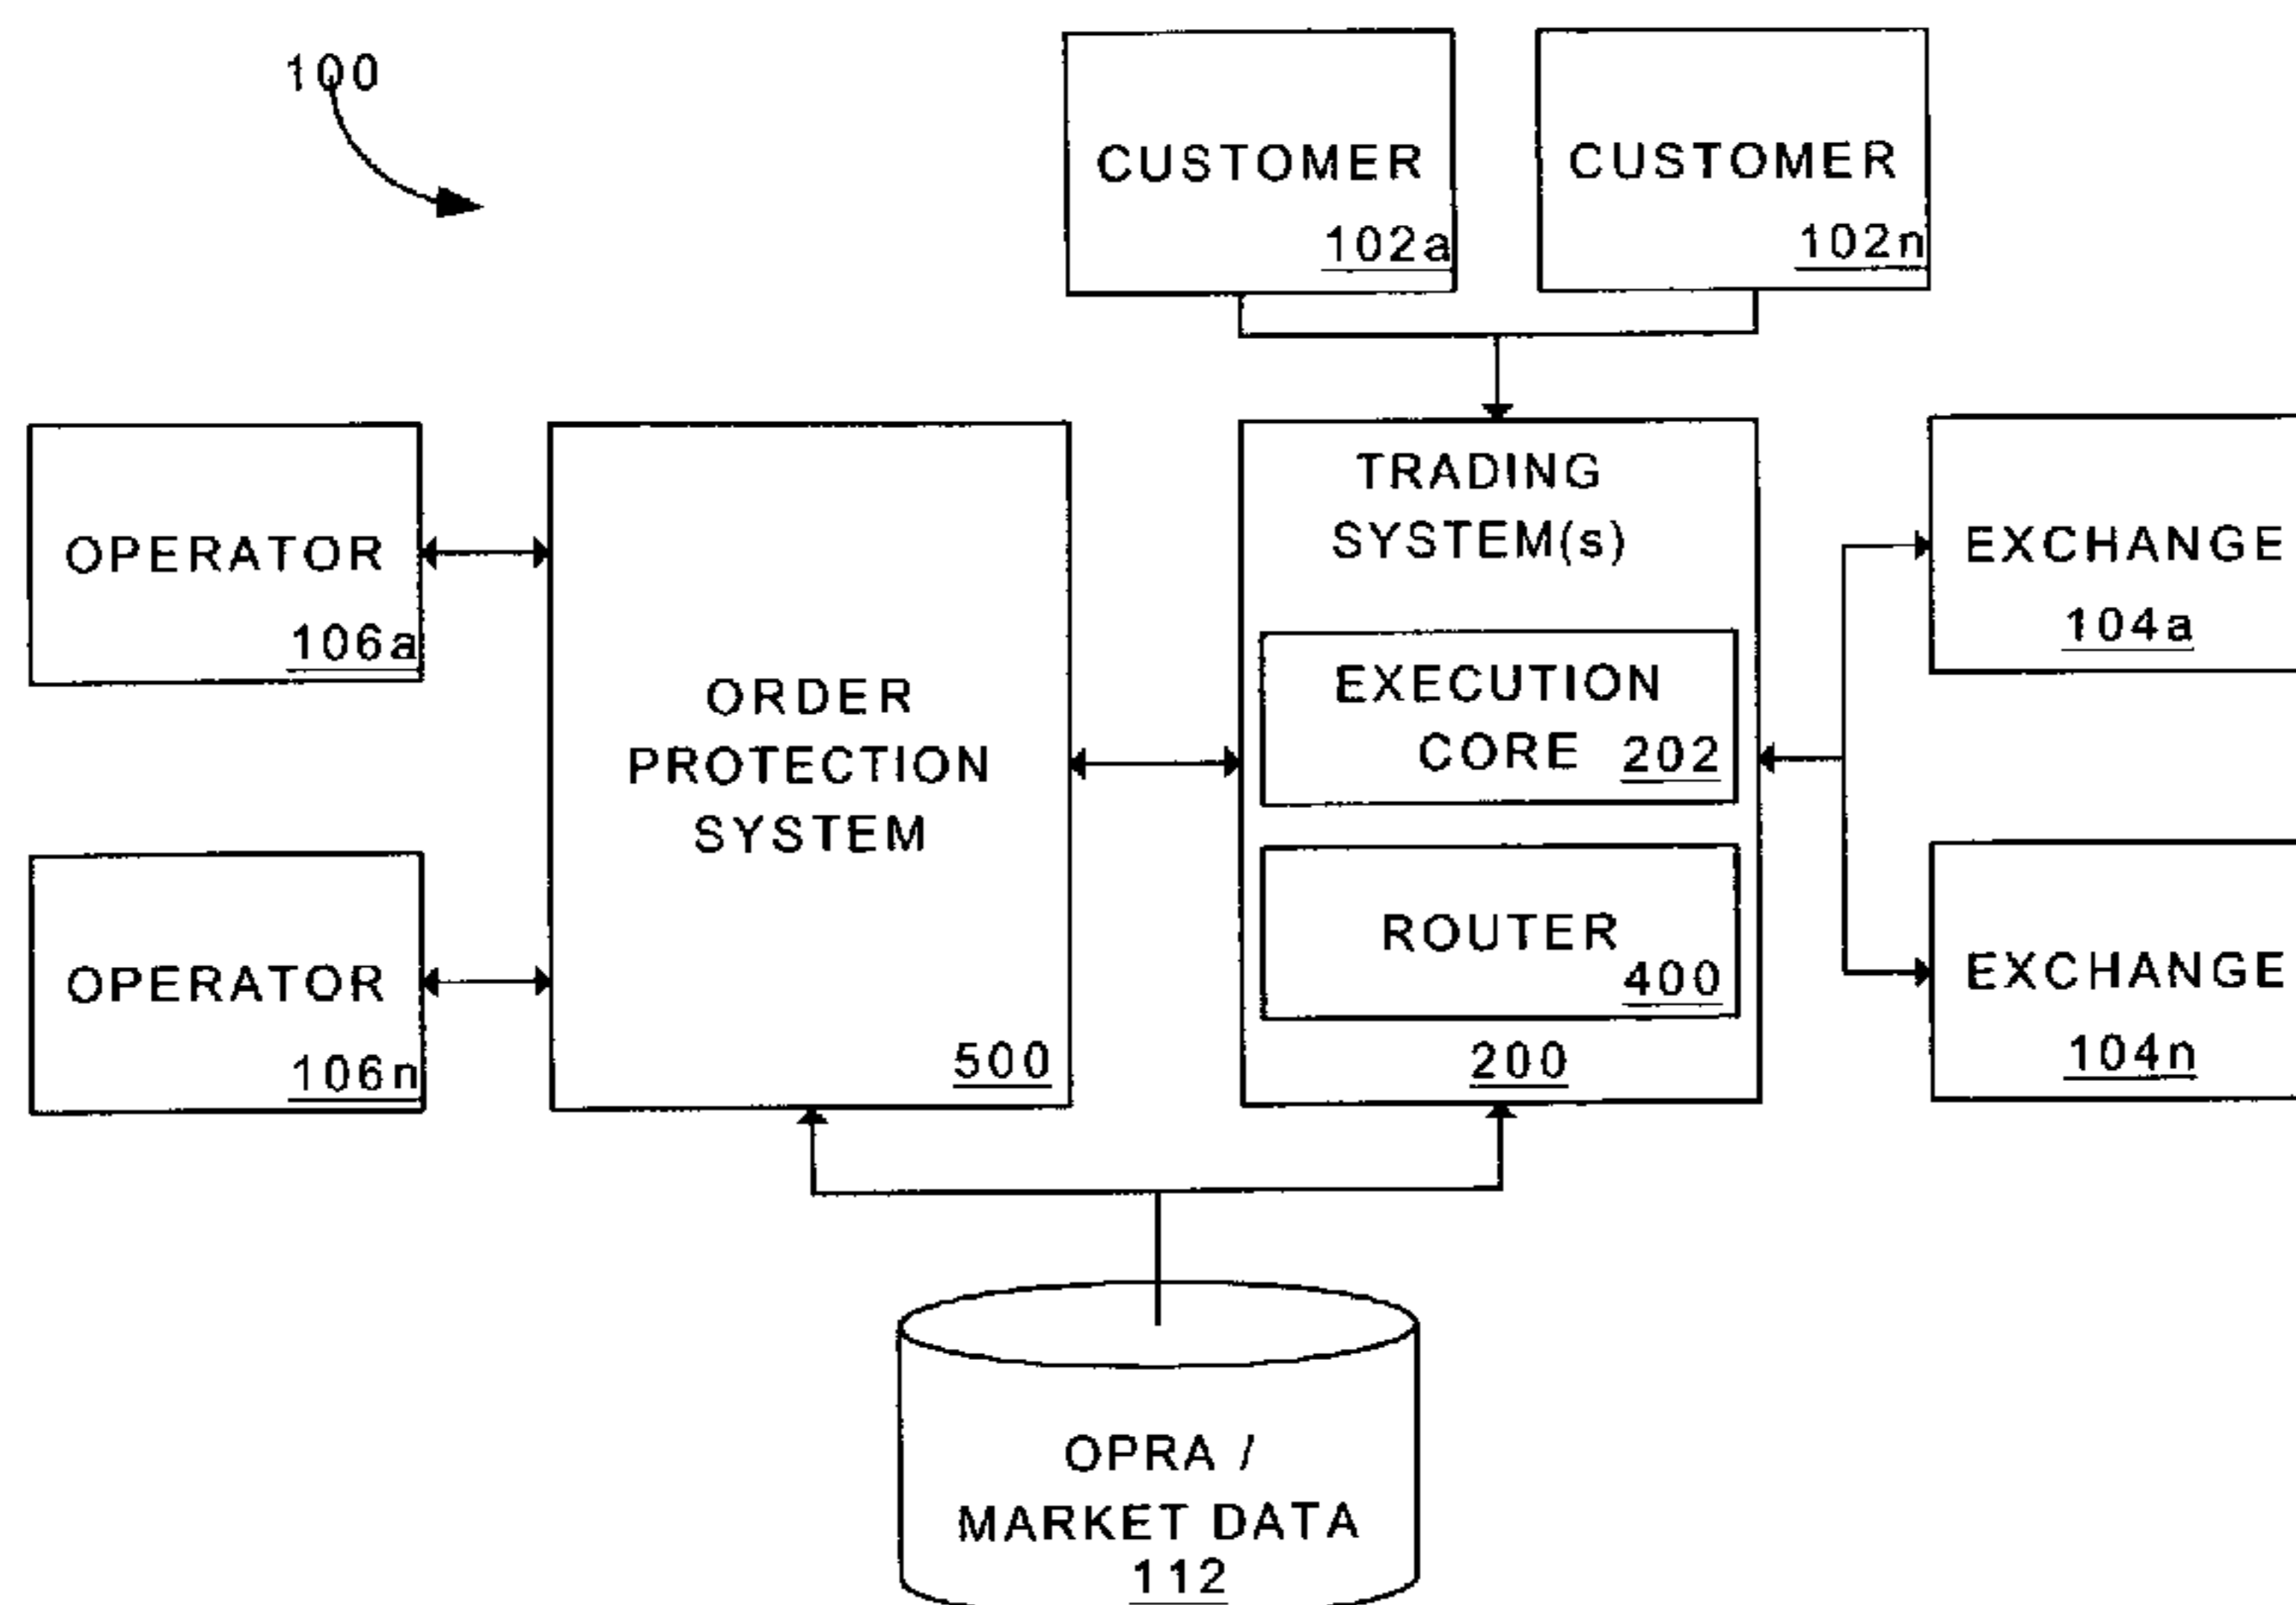 100
CUSTOMER
102a
CUSTOMER
102n
OPERATOR
106a
OPERATOR
106n
ORDER
PROTECTION
SYSTEM
500
TRADING
SYSTEM(s)
EXECUTION
CORE 202
ROUTER
400
200
EXCHANGE
104a
EXCHANGE
104n
OPRA /
MARKET DATA
112